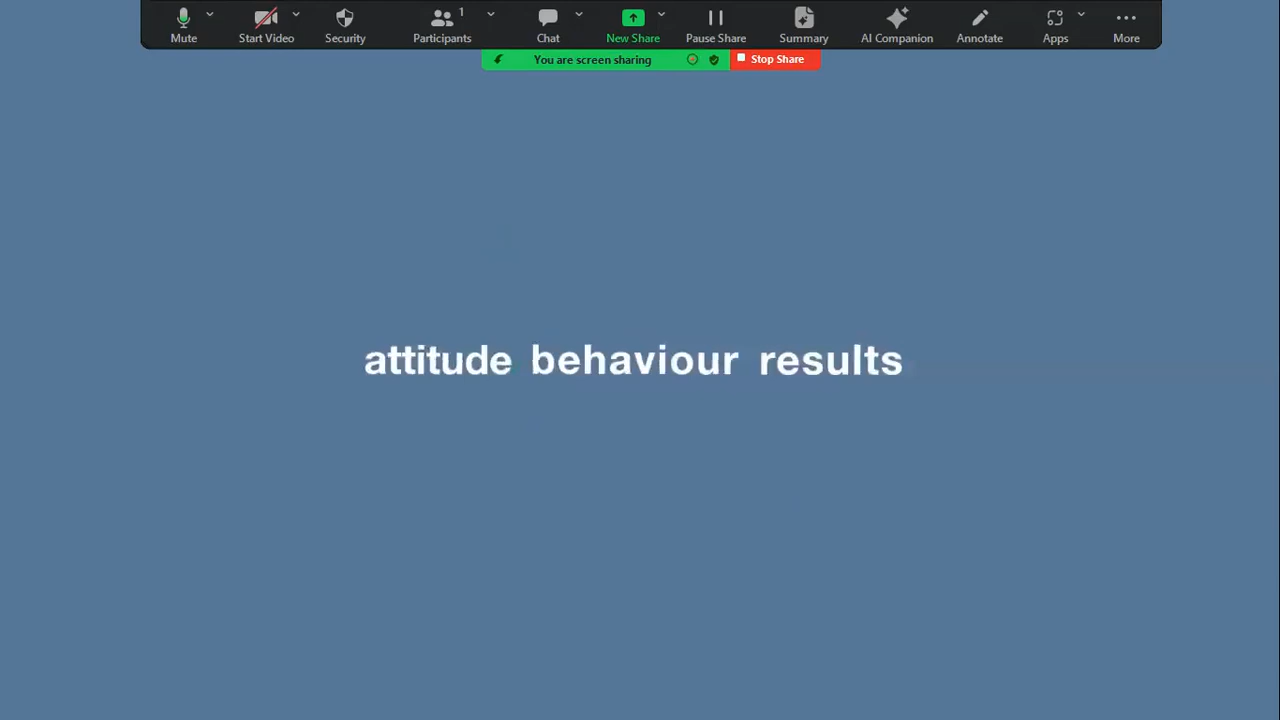 1
Mute Start Video Security Participants Chat New Share Pause Share Summary AI Companion Annotate Apps More
You are screen sharing Stop Share
attitude behaviour results